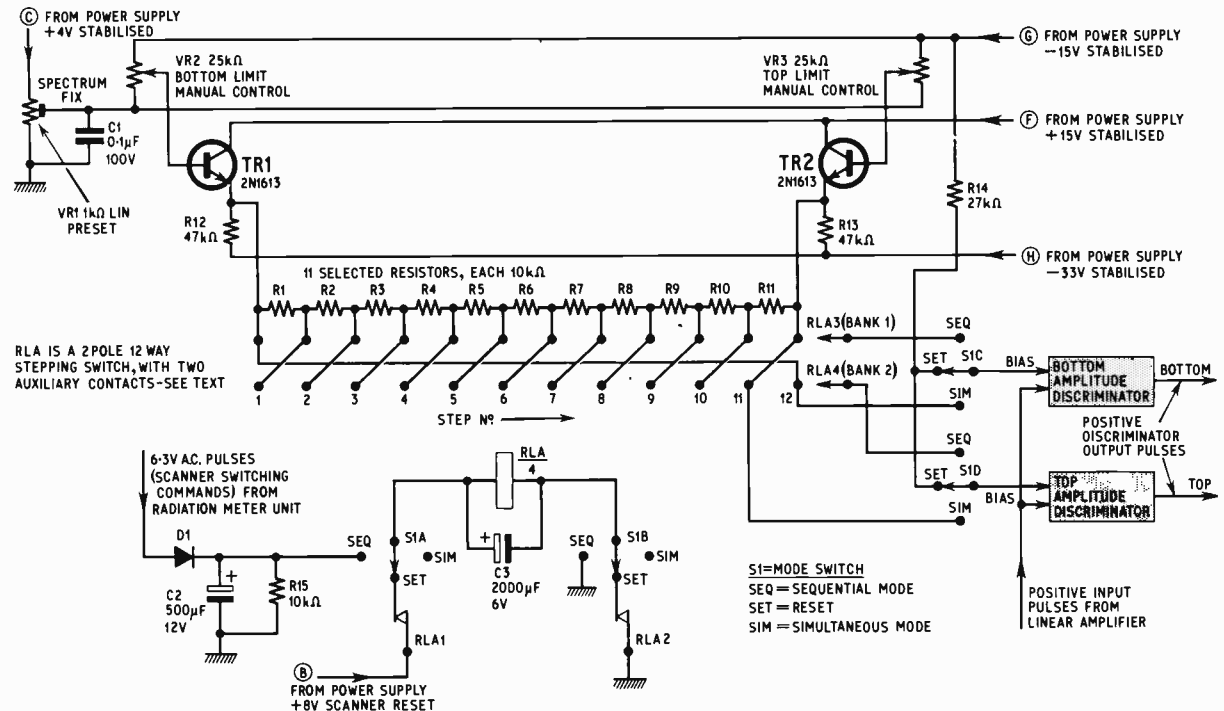 C FROM POWER SUPPLY
+4V STABILISED
VR2 25kΩ
BOTTOM LIMIT
MANUAL CONTROL
VR3 25kΩ
TOP LIMIT
MANUAL CONTROL
G FROM POWER SUPPLY
−15V STABILISED
SPECTRUM
FIX
C1
0·1μF
100V
VR1 1kΩ LIN
PRESET
TR1
2N1613
TR2
2N1613
F FROM POWER SUPPLY
+15V STABILISED
R12
47kΩ
R13
47kΩ
R14
27kΩ
H FROM POWER SUPPLY
−33V STABILISED
11 SELECTED RESISTORS, EACH 10kΩ
R1 R2 R3 R4 R5 R6 R7 R8 R9 R10 R11
RLA3(BANK 1)
SEQ
RLA IS A 2 POLE 12 WAY
STEPPING SWITCH, WITH TWO
AUXILIARY CONTACTS-SEE TEXT
RLA4(BANK 2)
SET S1C
BIAS
BOTTOM
AMPLITUDE
DISCRIMINATOR
BOTTOM
1 2 3 4 5 6 7 8 9 10 11 12
STEP Nº
SIM
SEQ
POSITIVE
DISCRIMINATOR
OUTPUT PULSES
SET S1D
BIAS
TOP
AMPLITUDE
DISCRIMINATOR
TOP
SIM
6·3V A.C. PULSES
(SCANNER SWITCHING
COMMANDS) FROM
RADIATION METER UNIT
D1
C2
500μF
12V
+
R15
10kΩ
SEQ
S1A
SIM
SET
RLA1
RLA
4
+
C3
2000μF
6V
SEQ
S1B
SIM
SET
RLA2
B
FROM POWER SUPPLY
+8V SCANNER RESET
S1=MODE SWITCH
SEQ=SEQUENTIAL MODE
SET=RESET
SIM=SIMULTANEOUS MODE
POSITIVE INPUT
PULSES FROM
LINEAR AMPLIFIER